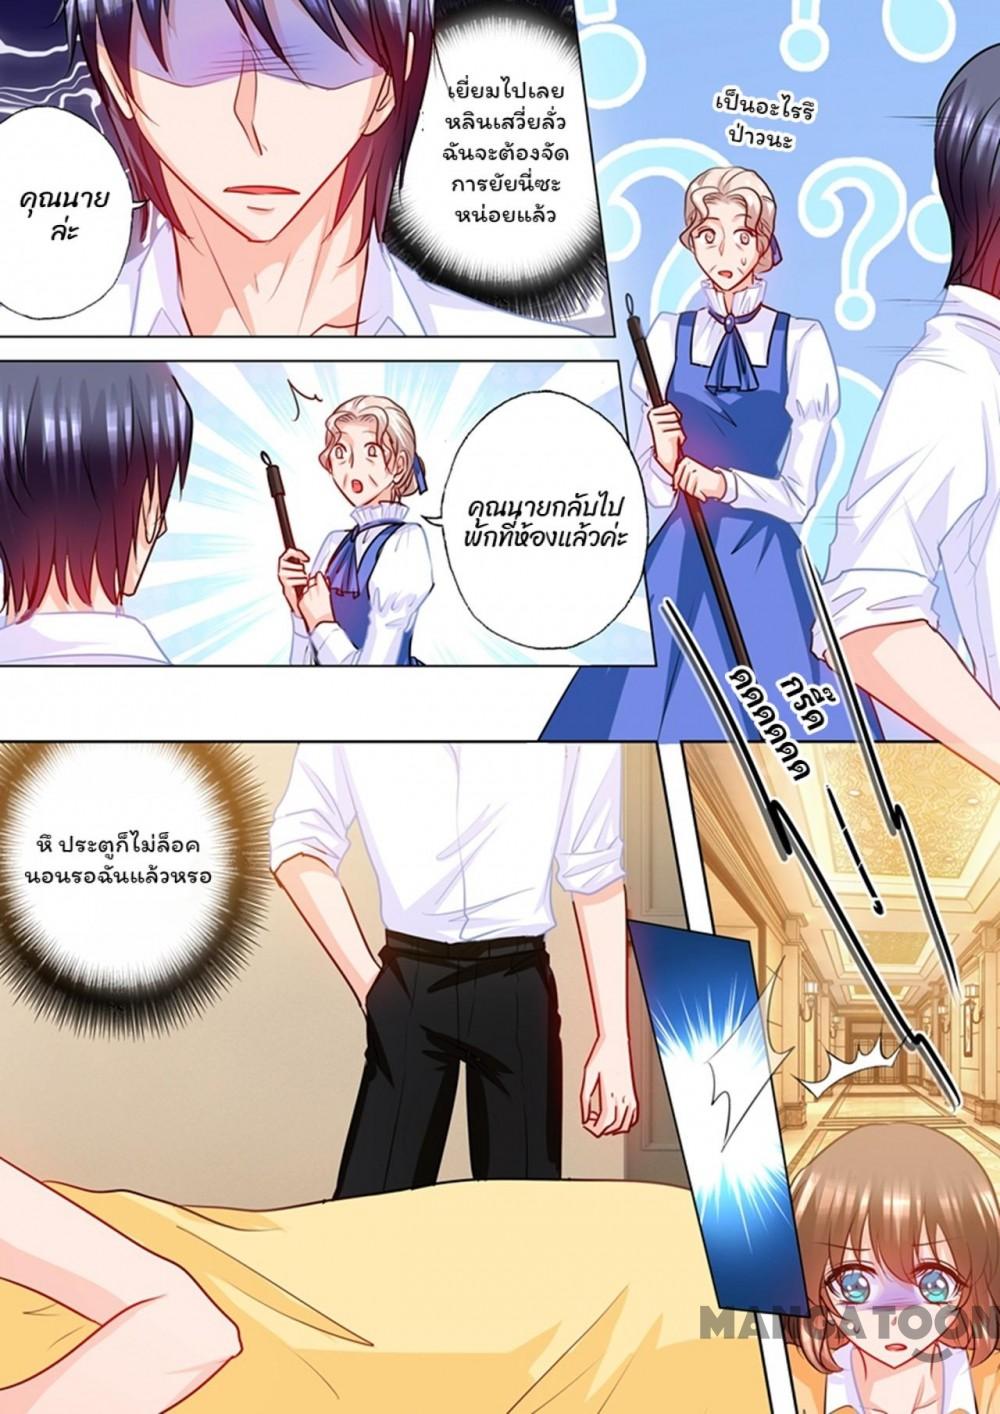 เยี่ยมไปเลย
หลินเสวี่ยลั่ว
ฉันจะต้องจัด
การยัยนี่ซะ
หน่อยแล้ว
คุณนาย
ล่ะ
เป็นอะไรรึ
ป่าวนะ
คุณนายกลับไป
พักที่ห้องแล้วค่ะ
กรี๊ด
ดดดดดด
หึ ประตูก็ไม่ล็อค
นอนรอฉันแล้วหรอ
MANGATOON